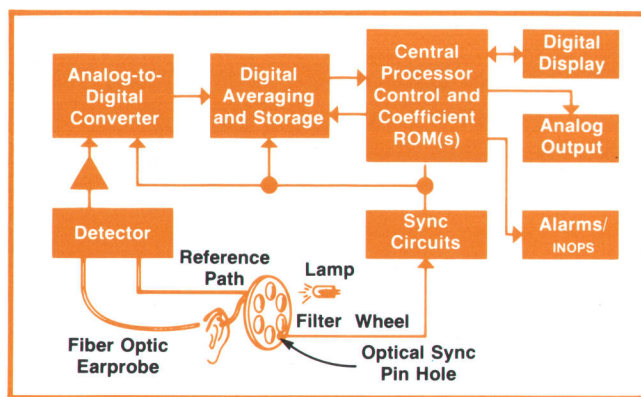 Analog-to-
Digital
Converter
Digital
Averaging
and Storage
Central
Processor
Control and
Coefficient
ROM(s)
Digital
Display
Analog
Output
Alarms/
INOPS
Sync
Circuits
Detector
Reference
Path
Lamp
Filter Wheel
Fiber Optic
Earprobe
Optical Sync
Pin Hole